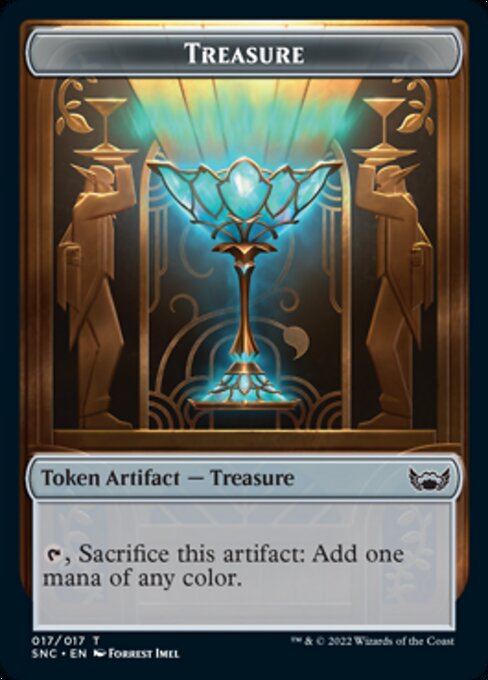 Treasure
Token Artifact — Treasure
, Sacrifice this artifact: Add one
mana of any color.
017/017 T
SNC • EN Forrest Imel
™ & © 2022 Wizards of the Coast